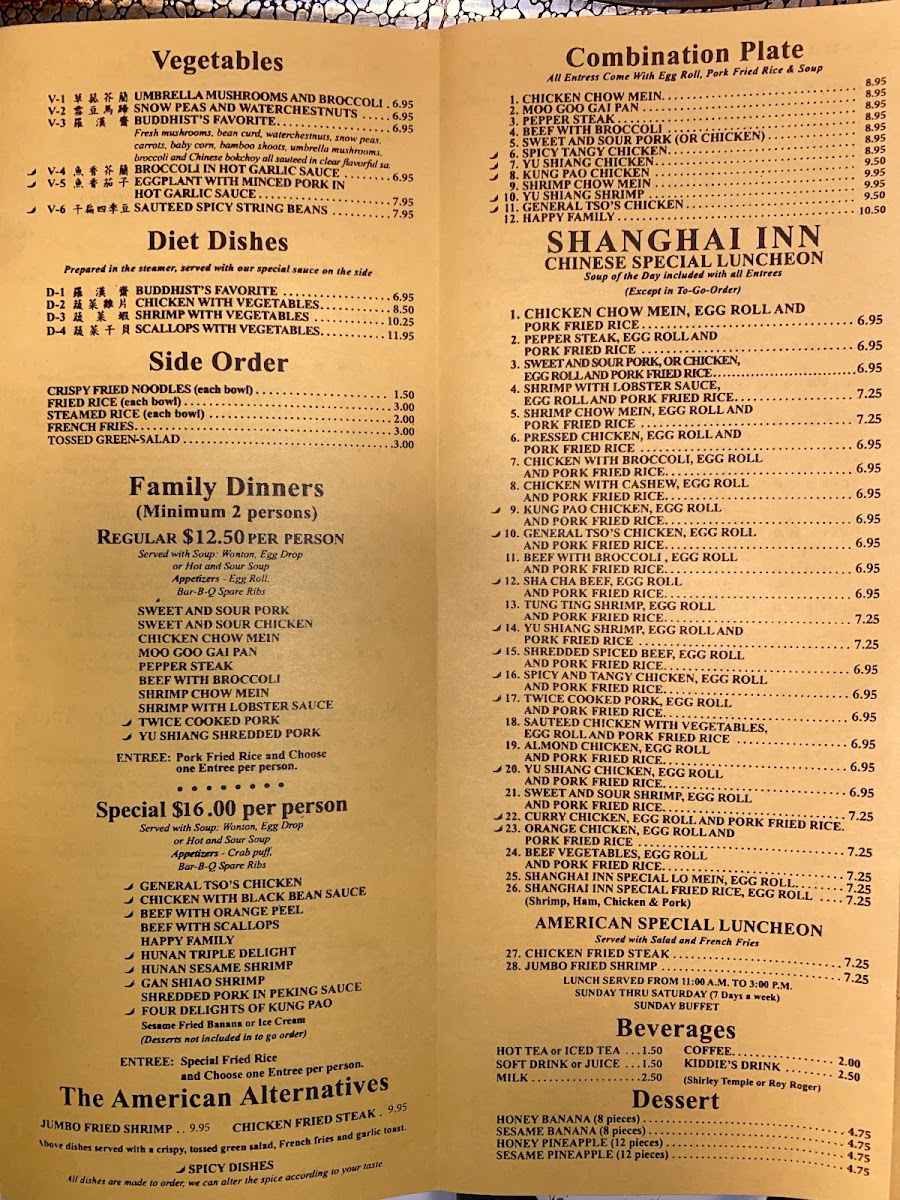 Vegetables
V-1 草菇芥蘭 UMBRELLA MUSHROOMS AND BROCCOLI . 6.95
V-2 雪豆馬蹄 SNOW PEAS AND WATERCHESTNUTS ..... 6.95
V-3 羅漢齋 BUDDHIST'S FAVORITE.................. 6.95
Fresh mushrooms, bean curd, waterchestnuts, snow peas,
carrots, baby corn, bamboo shoots, umbrella mushrooms,
broccoli and Chinese bokchoy all sauteed in clear flavorful sa
V-4 魚香芥蘭 BROCCOLI IN HOT GARLIC SAUCE ......... 6.95
V-5 魚香茄子 EGGPLANT WITH MINCED PORK IN
HOT GARLIC SAUCE ....................... 7.95
V-6 干扁四季豆 SAUTEED SPICY STRING BEANS ........... 7.95
Diet Dishes
Prepared in the steamer, served with our special sauce on the side
D-1 羅漢齋 BUDDHIST'S FAVORITE ................... 6.95
D-2 蔬菜雞片 CHICKEN WITH VEGETABLES............. 8.50
D-3 蔬菜蝦 SHRIMP WITH VEGETABLES ............. 10.25
D-4 蔬菜干貝 SCALLOPS WITH VEGETABLES............ 11.95
Side Order
CRISPY FRIED NOODLES (each bowl) ..................... 1.50
FRIED RICE (each bowl) ................................ 3.00
STEAMED RICE (each bowl) ............................. 2.00
FRENCH FRIES......................................... 3.00
TOSSED GREEN-SALAD .................................. 3.00
Family Dinners
(Minimum 2 persons)
REGULAR $12.50 PER PERSON
Served with Soup: Wonton, Egg Drop
or Hot and Sour Soup
Appetizers - Egg Roll,
Bar-B-Q Spare Ribs
SWEET AND SOUR PORK
SWEET AND SOUR CHICKEN
CHICKEN CHOW MEIN
MOO GOO GAI PAN
PEPPER STEAK
BEEF WITH BROCCOLI
SHRIMP CHOW MEIN
SHRIMP WITH LOBSTER SAUCE
TWICE COOKED PORK
YU SHIANG SHREDDED PORK
ENTREE: Pork Fried Rice and Choose
one Entree per person.
Special $16.00 per person
Served with Soup: Wonton, Egg Drop
or Hot and Sour Soup
Appetizers - Crab puff,
Bar-B-Q Spare Ribs
GENERAL TSO'S CHICKEN
CHICKEN WITH BLACK BEAN SAUCE
BEEF WITH ORANGE PEEL
BEEF WITH SCALLOPS
HAPPY FAMILY
HUNAN TRIPLE DELIGHT
HUNAN SESAME SHRIMP
GAN SHIAO SHRIMP
SHREDDED PORK IN PEKING SAUCE
FOUR DELIGHTS OF KUNG PAO
Sesame Fried Banana or Ice Cream
(Desserts not included in to go order)
ENTREE: Special Fried Rice
and Choose one Entree per person.
The American Alternatives
JUMBO FRIED SHRIMP .. 9.95 CHICKEN FRIED STEAK . 9.95
Above dishes served with a crispy, tossed green salad, French fries and garlic toast.
SPICY DISHES
All dishes are made to order, we can alter the spice according to your taste
Combination Plate
All Entress Come With Egg Roll, Pork Fried Rice & Soup
1. CHICKEN CHOW MEIN........................ 8.95
2. MOO GOO GAI PAN .......................... 8.95
3. PEPPER STEAK .............................. 8.95
4. BEEF WITH BROCCOLI ....................... 8.95
5. SWEET AND SOUR PORK (OR CHICKEN) ........ 8.95
6. SPICY TANGY CHICKEN....................... 8.95
7. YU SHIANG CHICKEN......................... 8.95
8. KUNG PAO CHICKEN ......................... 9.50
9. SHRIMP CHOW MEIN ......................... 9.95
10. YU SHIANG SHRIMP ......................... 9.95
11. GENERAL TSO'S CHICKEN .................... 9.50
12. HAPPY FAMILY ............................. 10.50
SHANGHAI INN
CHINESE SPECIAL LUNCHEON
Soup of the Day included with all Entrees
(Except in To-Go-Order)
1. CHICKEN CHOW MEIN, EGG ROLL AND
PORK FRIED RICE ............................ 6.95
2. PEPPER STEAK, EGG ROLL AND
PORK FRIED RICE ............................ 6.95
3. SWEET AND SOUR PORK, OR CHICKEN,
EGG ROLL AND PORK FRIED RICE................ 6.95
4. SHRIMP WITH LOBSTER SAUCE,
EGG ROLL AND PORK FRIED RICE................ 7.25
5. SHRIMP CHOW MEIN, EGG ROLL AND
PORK FRIED RICE ............................ 7.25
6. PRESSED CHICKEN, EGG ROLL AND
PORK FRIED RICE ............................ 6.95
7. CHICKEN WITH BROCCOLI, EGG ROLL
AND PORK FRIED RICE......................... 6.95
8. CHICKEN WITH CASHEW, EGG ROLL
AND PORK FRIED RICE......................... 6.95
9. KUNG PAO CHICKEN, EGG ROLL
AND PORK FRIED RICE......................... 6.95
10. GENERAL TSO'S CHICKEN, EGG ROLL
AND PORK FRIED RICE......................... 6.95
11. BEEF WITH BROCCOLI , EGG ROLL
AND PORK FRIED RICE......................... 6.95
12. SHA CHA BEEF, EGG ROLL
AND PORK FRIED RICE......................... 6.95
13. TUNG TING SHRIMP, EGG ROLL
AND PORK FRIED RICE......................... 7.25
14. YU SHIANG SHRIMP, EGG ROLL AND
PORK FRIED RICE ............................ 7.25
15. SHREDDED SPICED BEEF, EGG ROLL
AND PORK FRIED RICE......................... 6.95
16. SPICY AND TANGY CHICKEN, EGG ROLL
AND PORK FRIED RICE......................... 6.95
17. TWICE COOKED PORK, EGG ROLL
AND PORK FRIED RICE......................... 6.95
18. SAUTEED CHICKEN WITH VEGETABLES,
EGG ROLL AND PORK FRIED RICE ............... 6.95
19. ALMOND CHICKEN, EGG ROLL
AND PORK FRIED RICE......................... 6.95
20. YU SHIANG CHICKEN, EGG ROLL
AND PORK FRIED RICE......................... 6.95
21. SWEET AND SOUR SHRIMP, EGG ROLL
AND PORK FRIED RICE......................... 7.25
22. CURRY CHICKEN, EGG ROLL AND PORK FRIED RICE.
23. ORANGE CHICKEN, EGG ROLL AND
PORK FRIED RICE ............................ 7.25
24. BEEF VEGETABLES, EGG ROLL
AND PORK FRIED RICE......................... 7.25
25. SHANGHAI INN SPECIAL LO MEIN, EGG ROLL....... 7.25
26. SHANGHAI INN SPECIAL FRIED RICE, EGG ROLL .... 7.25
(Shrimp, Ham, Chicken & Pork)
AMERICAN SPECIAL LUNCHEON
Served with Salad and French Fries
27. CHICKEN FRIED STEAK ........................ 7.25
28. JUMBO FRIED SHRIMP ......................... 7.25
LUNCH SERVED FROM 11:00 A.M. TO 3:00 P.M.
SUNDAY THRU SATURDAY (7 Days a week)
SUNDAY BUFFET
Beverages
HOT TEA or ICED TEA ...1.50 COFFEE............... 2.00
SOFT DRINK or JUICE ...1.50 KIDDIE'S DRINK ........ 2.50
MILK .................2.50 (Shirley Temple or Roy Roger)
Dessert
HONEY BANANA (8 pieces) ........................ 4.75
SESAME BANANA (8 pieces) ....................... 4.75
HONEY PINEAPPLE (12 pieces) .................... 4.75
SESAME PINEAPPLE (12 pieces) ................... 4.75